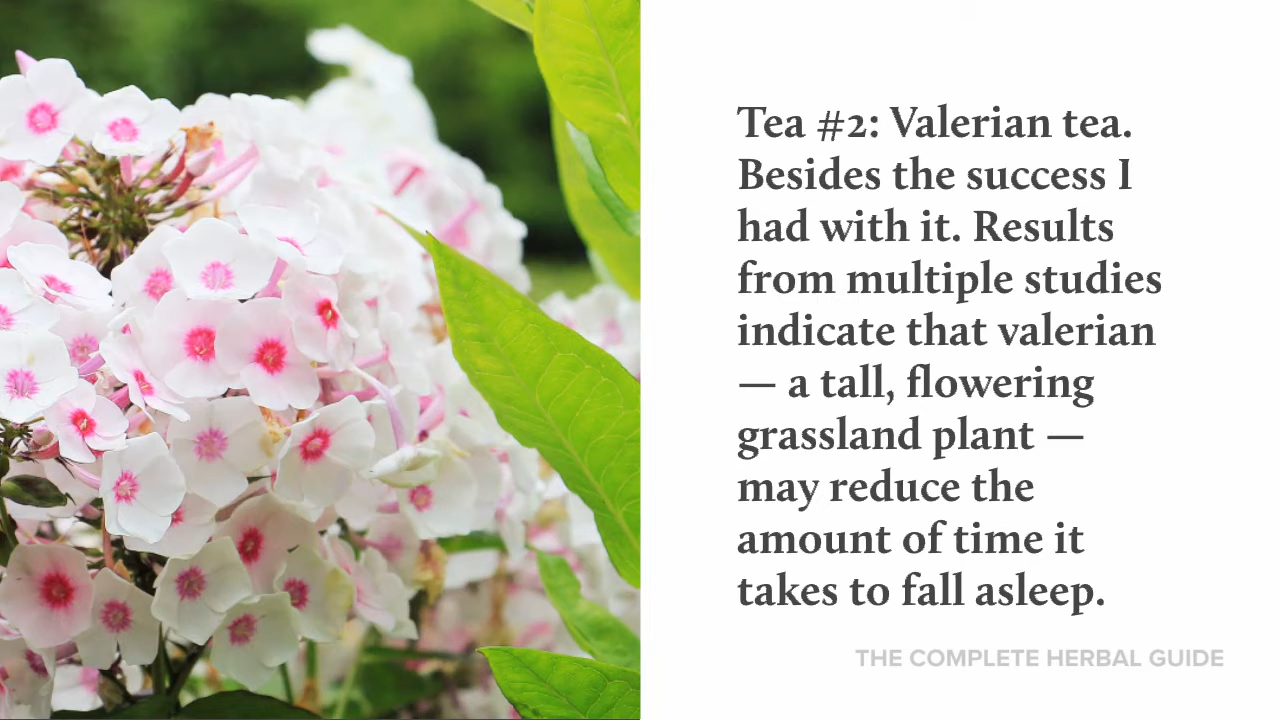 Tea #2: Valerian tea.
Besides the success I
had with it. Results
from multiple studies
indicate that valerian
— a tall, flowering
grassland plant —
may reduce the
amount of time it
takes to fall asleep.
THE COMPLETE HERBAL GUIDE